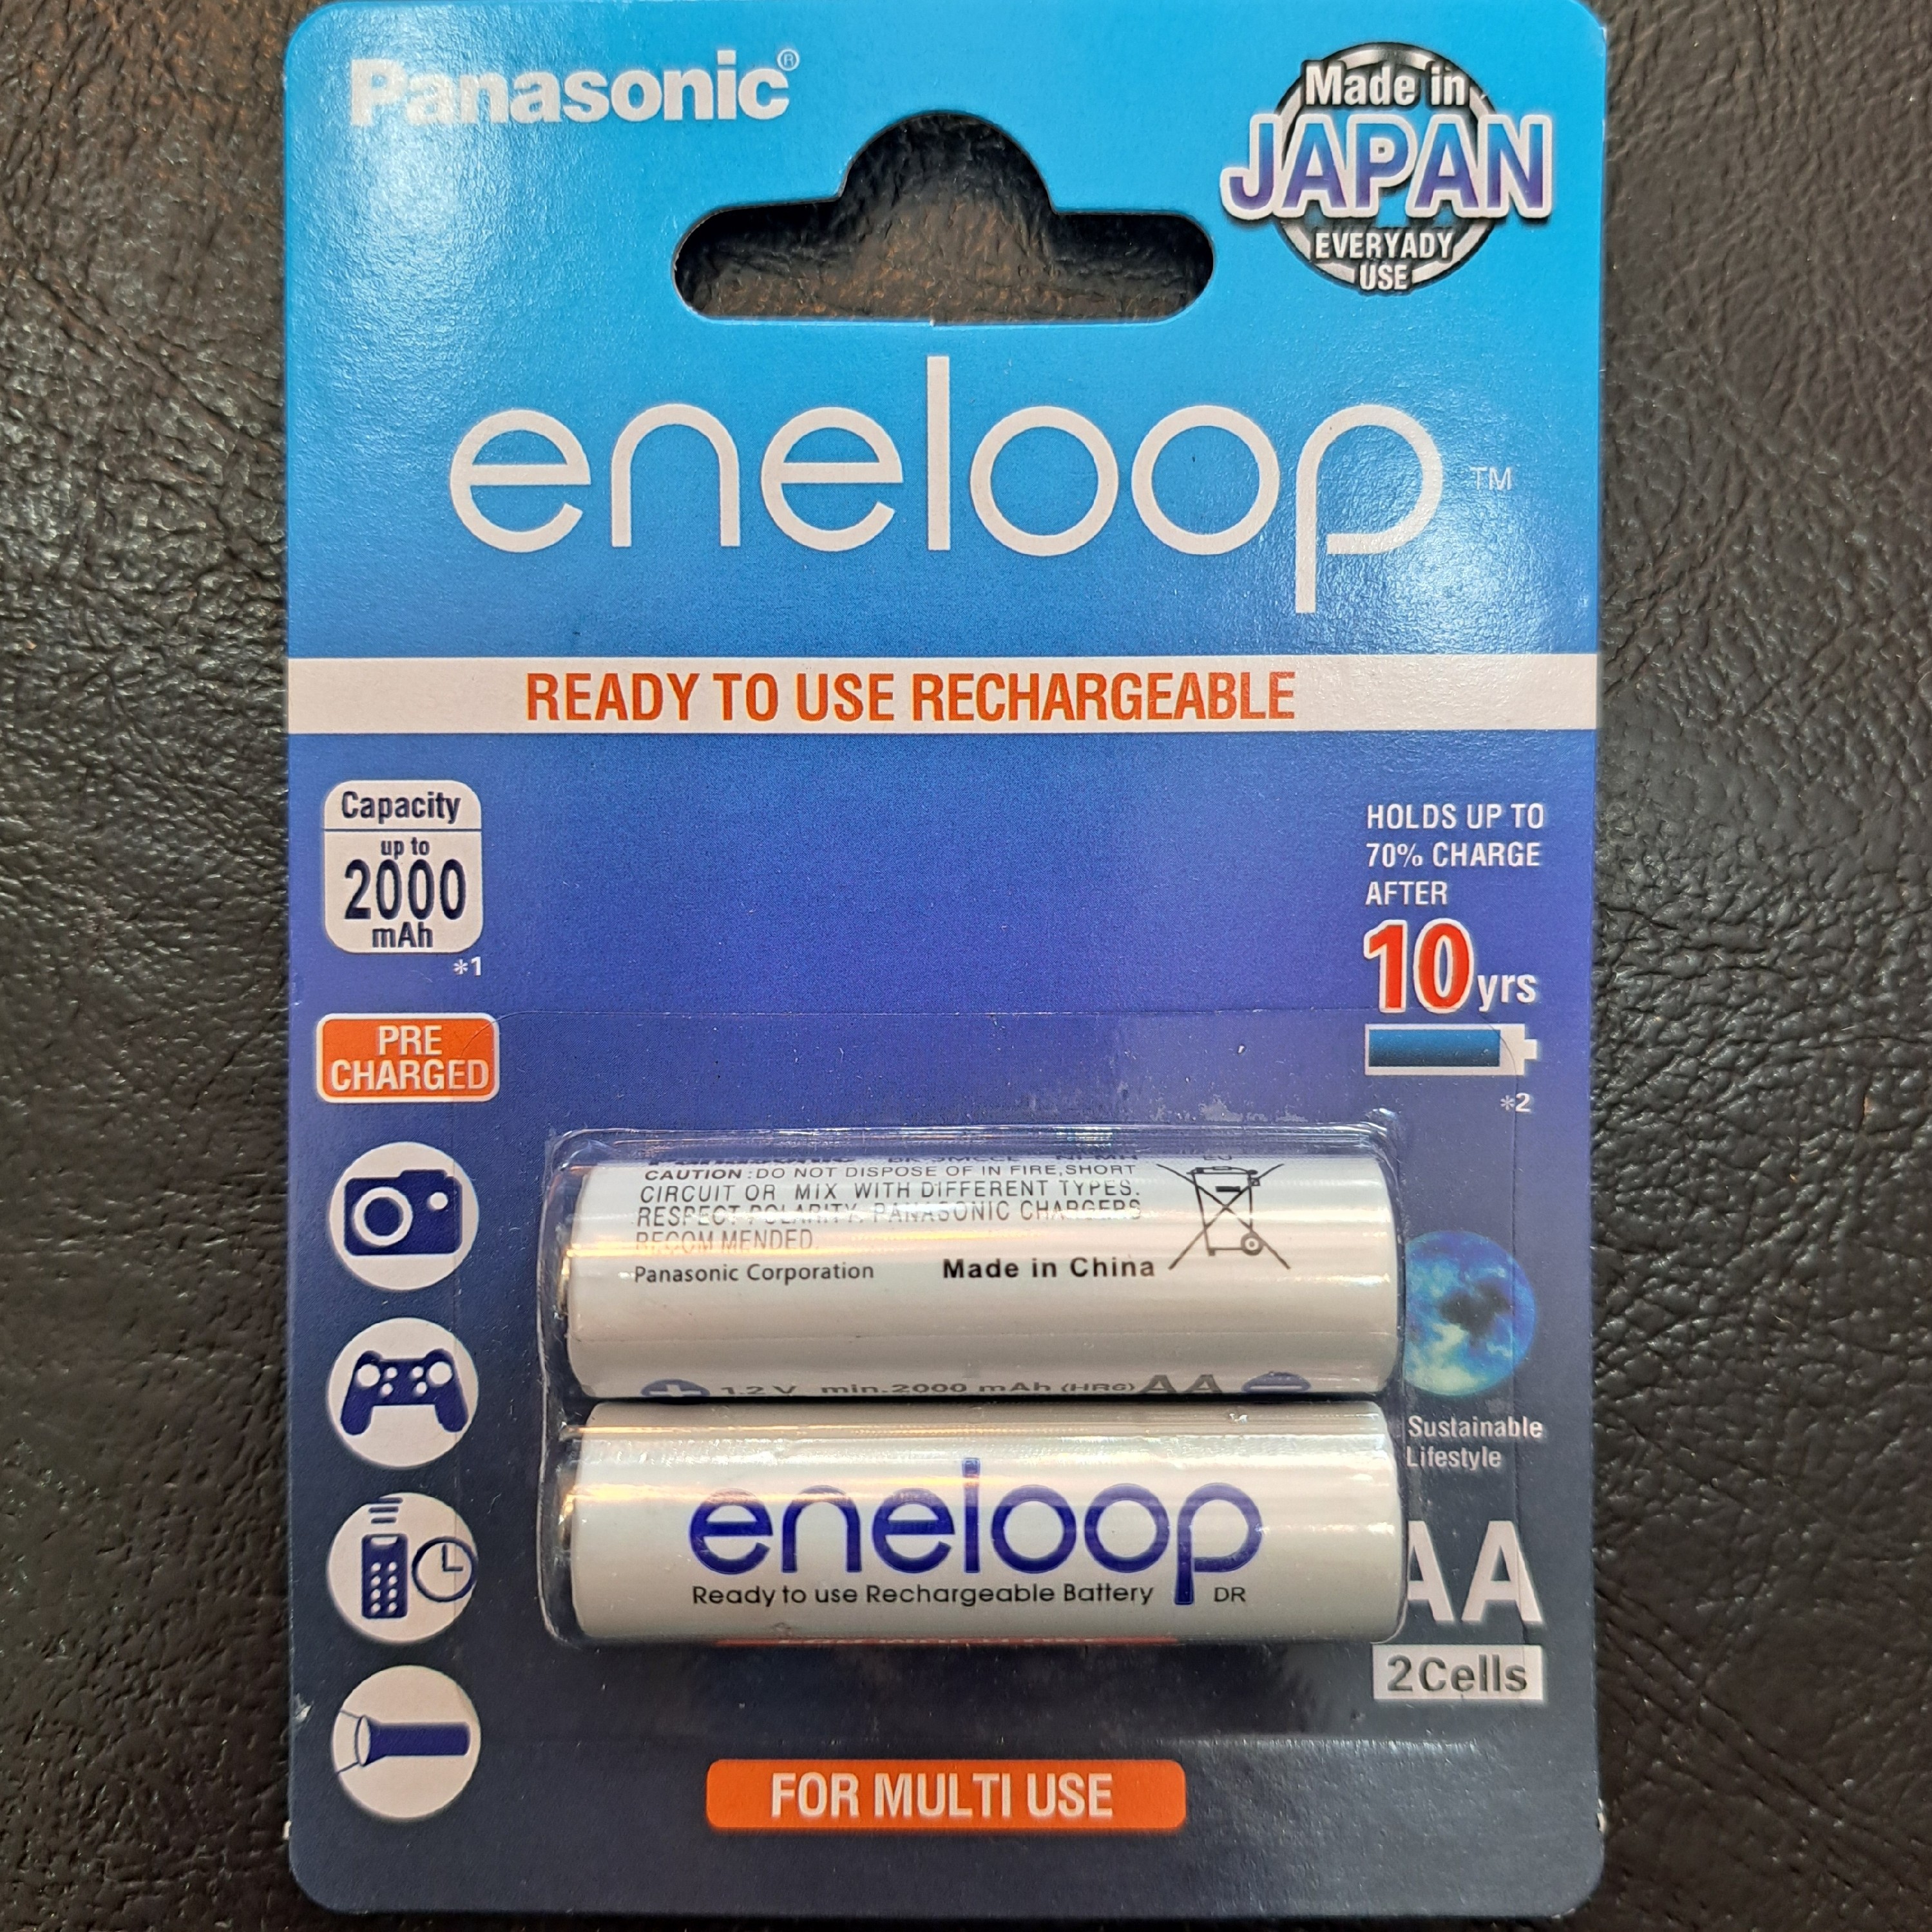 Panasonic®
Made in
JAPAN
EVERYADY
USE
eneloop™
READY TO USE RECHARGEABLE
Capacity
up to
2000
mAh
*1
HOLDS UP TO
70% CHARGE
AFTER
10yrs
*2
PRE
CHARGED
CAUTION:DO NOT DISPOSE OF IN FIRE,SHORT
CIRCUIT OR MIX WITH DIFFERENT TYPES.
RESPECT POLARITY. PANASONIC CHARGERS
RECOM MENDED.
Panasonic Corporation Made in China
+ 1.2 V min.2000 mAh (HR6) AA -
Sustainable
Lifestyle
eneloop
Ready to use Rechargeable Battery DR
AA
2Cells
FOR MULTI USE